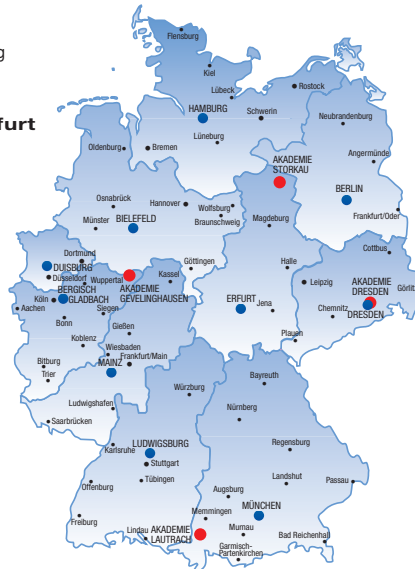 Flensburg
g
Kiel
Rostock
Lübeck
HAMBURG
Schwerin
Neubrandenburg
furt
Lüneburg
Oldenburg
Bremen
Angermünde
AKADEMIE
STORKAU
BERLIN
Osnabrück
Hannover
Wolfsburg
Frankfurt/Oder
Münster
BIELEFELD
Braunschweig
Magdeburg
Cottbus
Dortmund
DUISBURG
Göttingen
Halle
Düsseldorf
Wuppertal
Kassel
Leipzig
AKADEMIE
DRESDEN
Görlit
BERGISCH
GLADBACH
AKADEMIE
GEVELINGHAUSEN
Köln
Aachen
Siegen
ERFURT
Jena
Chemnitz
DRESDEN
Bonn
Gießen
Plauen
Koblenz
Wiesbaden
Frankfurt/Main
Bitburg
MAINZ
Trier
Bayreuth
Würzburg
Ludwigshafen
Nürnberg
Saarbrücken
Karlsruhe
LUDWIGSBURG
Regensburg
Stuttgart
Tübingen
Landshut
Passau
Offenburg
Augsburg
MÜNCHEN
Memmingen
Freiburg
Lindau
AKADEMIE
LAUTRACH
Murnau
Bad Reichenhall
Garmisch-
Partenkirchen